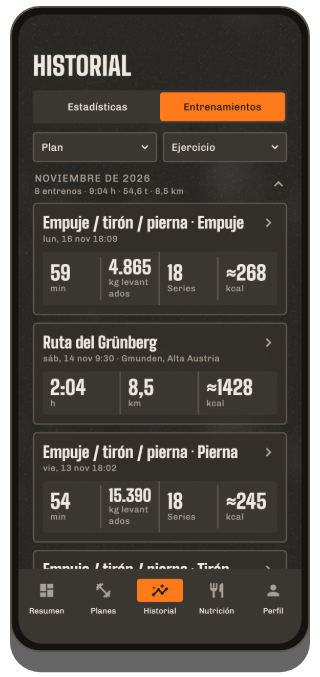 HISTORIAL
Estadísticas Entrenamientos
Plan Ejercicio
NOVIEMBRE DE 2026
8 entrenos · 9:04 h · 54,6 t · 8,5 km
Empuje / tirón / pierna · Empuje
lun, 16 nov 18:09
59 4.865 18 ≈268
min kg levant Series kcal
ados
Ruta del Grünberg
sáb, 14 nov 9:30 · Gmunden, Alta Austria
2:04 8,5 ≈1428
h km kcal
Empuje / tirón / pierna · Pierna
vie, 13 nov 18:02
54 15.390 18 ≈245
min kg levant Series kcal
ados
Empuje / tirón / pierna · Tirón
Resumen Planes Historial Nutrición Perfil